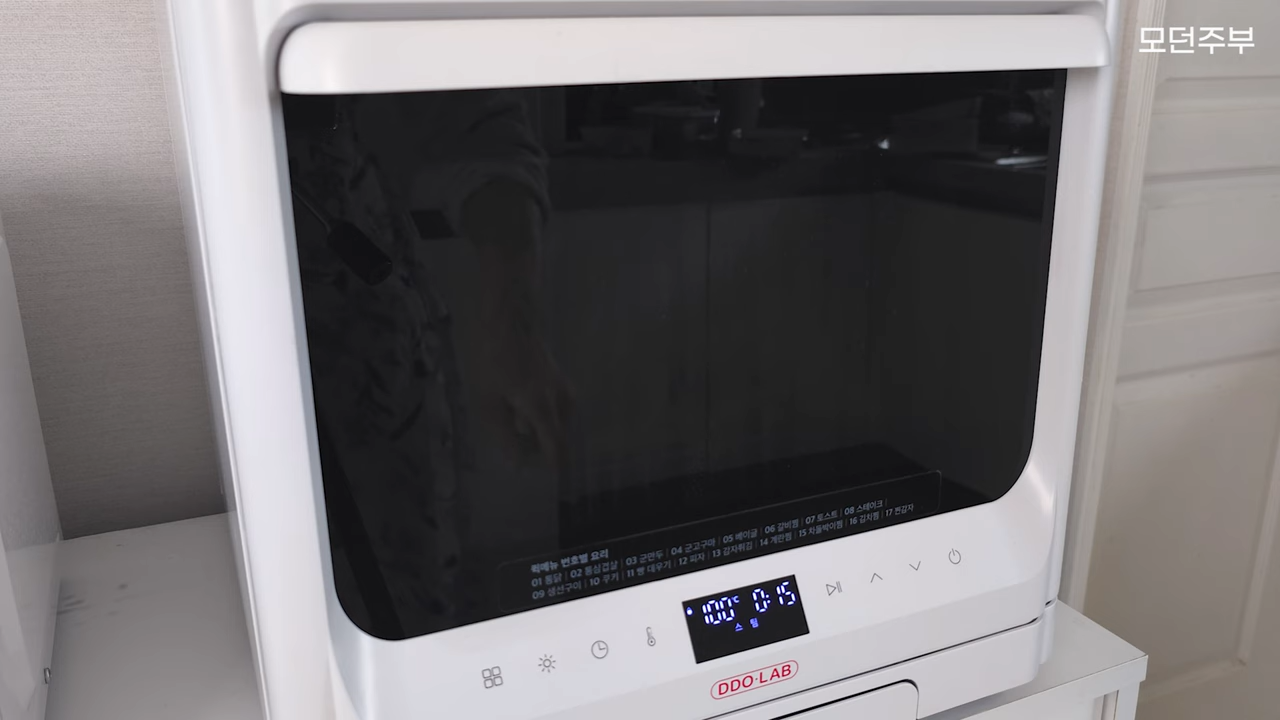 모던주부
퀵메뉴 번호별 요리
01 통닭 | 02 통삼겹살 | 03 군만두 | 04 군고구마 | 05 베이글 | 06 갈비찜 | 07 토스트 | 08 스테이크
09 생선구이 | 10 쿠키 | 11 빵 데우기 | 12 피자 | 13 감자튀김 | 14 계란찜 | 15 차돌박이찜 | 16 김치찜 | 17 찐감자
100℃ 0:15
스팀
DDO·LAB